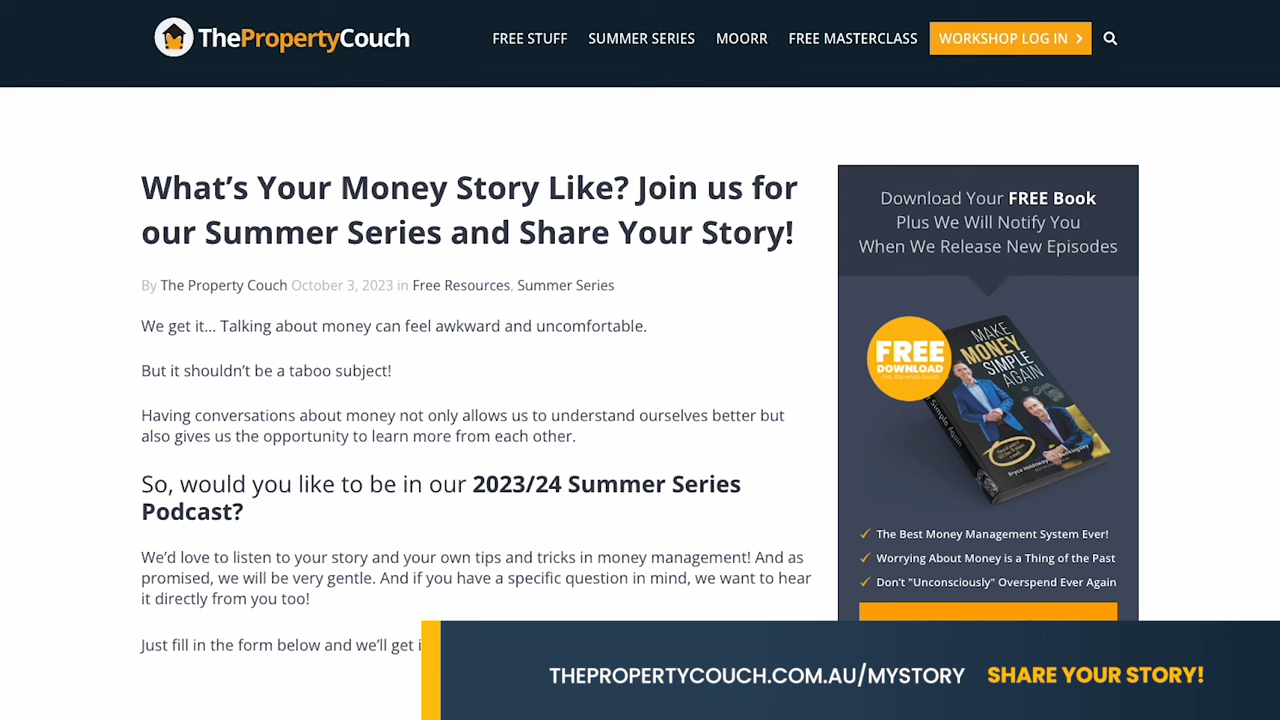 ThePropertyCouch
FREE STUFF
SUMMER SERIES
MOORR
FREE MASTERCLASS
WORKSHOP LOG IN
What's Your Money Story Like? Join us for
our Summer Series and Share Your Story!
By The Property Couch October 3, 2023 in Free Resources, Summer Series
We get it... Talking about money can feel awkward and uncomfortable.
But it shouldn't be a taboo subject!
Having conversations about money not only allows us to understand ourselves better but
also gives us the opportunity to learn more from each other.
So, would you like to be in our 2023/24 Summer Series
Podcast?
We'd love to listen to your story and your own tips and tricks in money management! And as
promised, we will be very gentle. And if you have a specific question in mind, we want to hear
it directly from you too!
Just fill in the form below and we'll get i
Download Your FREE Book
Plus We Will Notify You
When We Release New Episodes
FREE
DOWNLOAD
MAKE
MONEY
SIMPLE
AGAIN
Simple Again
Bryce Holdaway
The Best Money Management System Ever!
Worrying About Money is a Thing of the Past
Don't "Unconsciously" Overspend Ever Again
THEPROPERTYCOUCH.COM.AU/MYSTORY
SHARE YOUR STORY!